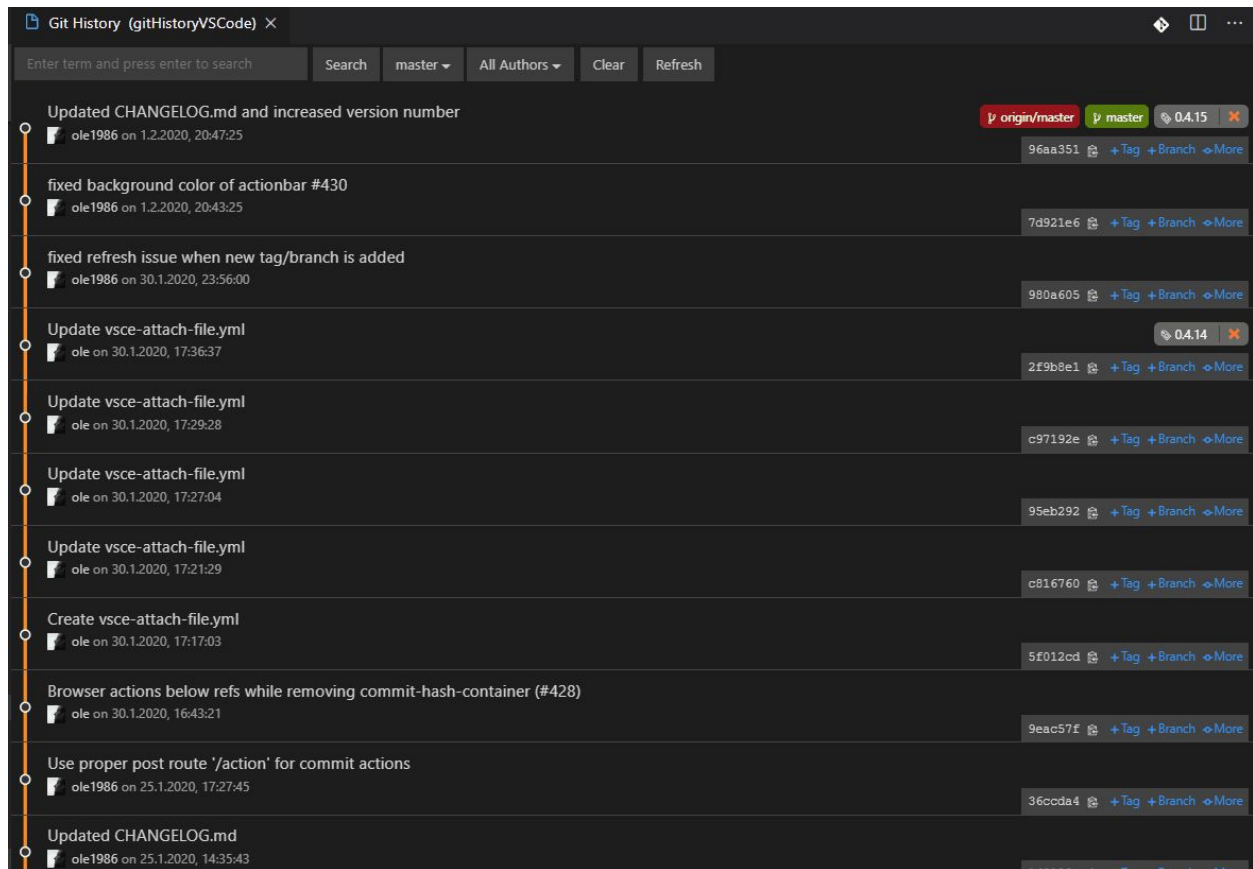 Git History (gitHistoryVSCode)
Enter term and press enter to search Search master All Authors Clear Refresh
Updated CHANGELOG.md and increased version number
origin/master master 0.4.15
ole1986 on 1.2.2020, 20:47:25
96aa351 +Tag +Branch More
fixed background color of actionbar #430
ole1986 on 1.2.2020, 20:43:25
7d921e6 +Tag +Branch More
fixed refresh issue when new tag/branch is added
ole1986 on 30.1.2020, 23:56:00
980a605 +Tag +Branch More
Update vsce-attach-file.yml
0.4.14
ole on 30.1.2020, 17:36:37
2f9b8e1 +Tag +Branch More
Update vsce-attach-file.yml
ole on 30.1.2020, 17:29:28
c97192e +Tag +Branch More
Update vsce-attach-file.yml
ole on 30.1.2020, 17:27:04
95eb292 +Tag +Branch More
Update vsce-attach-file.yml
ole on 30.1.2020, 17:21:29
c816760 +Tag +Branch More
Create vsce-attach-file.yml
ole on 30.1.2020, 17:17:03
5f012cd +Tag +Branch More
Browser actions below refs while removing commit-hash-container (#428)
ole on 30.1.2020, 16:43:21
9eac57f +Tag +Branch More
Use proper post route '/action' for commit actions
ole1986 on 25.1.2020, 17:27:45
36ccda4 +Tag +Branch More
Updated CHANGELOG.md
ole1986 on 25.1.2020, 14:35:43